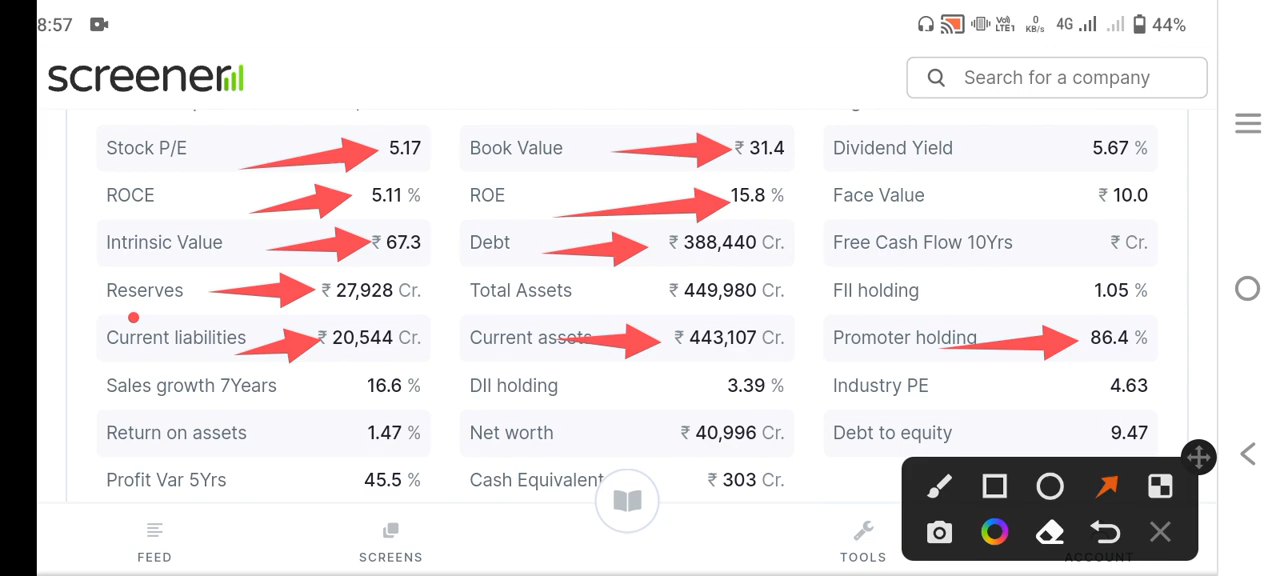 8:57
Vo))
LTE1
0
KB/s
4G
44%
screener
Search for a company
Stock P/E 5.17
Book Value ₹ 31.4
Dividend Yield 5.67 %
ROCE 5.11 %
ROE 15.8 %
Face Value ₹ 10.0
Intrinsic Value ₹ 67.3
Debt ₹ 388,440 Cr.
Free Cash Flow 10Yrs ₹ Cr.
Reserves ₹ 27,928 Cr.
Total Assets ₹ 449,980 Cr.
FII holding 1.05 %
Current liabilities ₹ 20,544 Cr.
Current assets ₹ 443,107 Cr.
Promoter holding 86.4 %
Sales growth 7Years 16.6 %
DII holding 3.39 %
Industry PE 4.63
Return on assets 1.47 %
Net worth ₹ 40,996 Cr.
Debt to equity 9.47
Profit Var 5Yrs 45.5 %
Cash Equivalent ₹ 303 Cr.
FEED
SCREENS
TOOLS
ACCOUNT